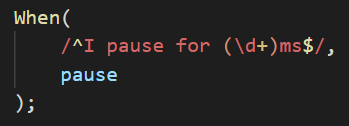 When(
    /^I pause for (\d+)ms$/,
    pause
);